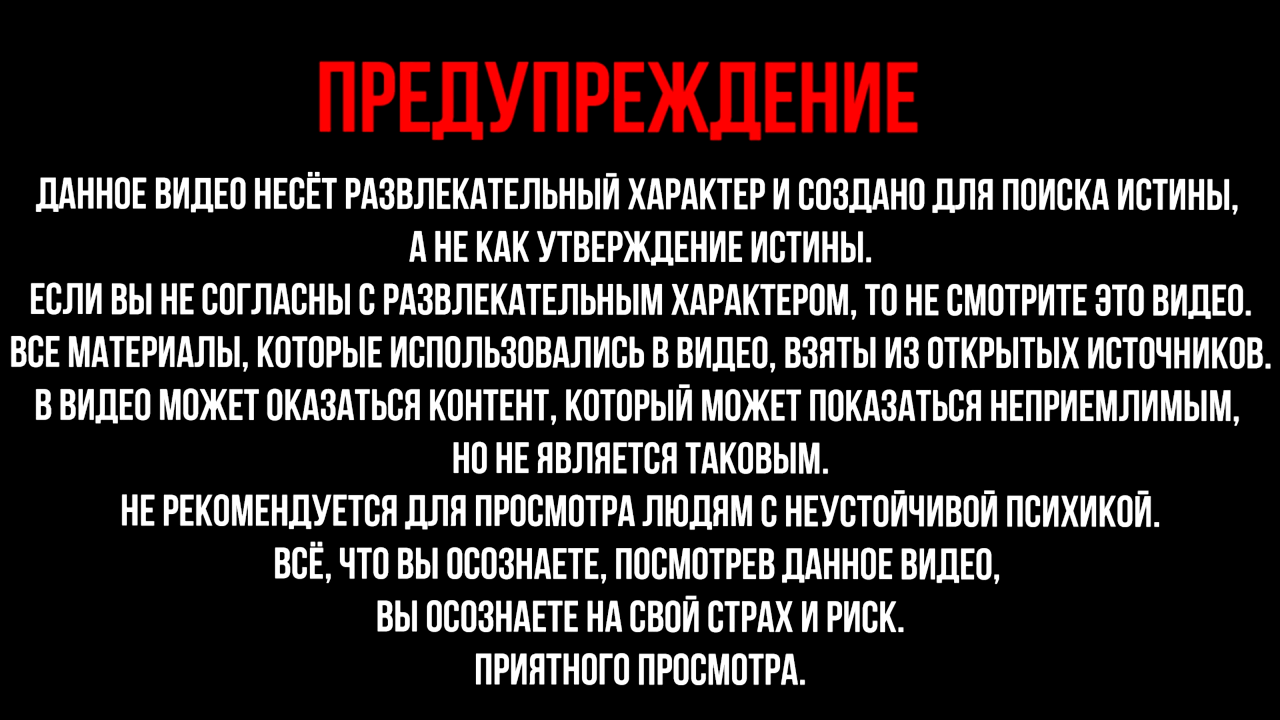 ПРЕДУПРЕЖДЕНИЕ
ДАННОЕ ВИДЕО НЕСЁТ РАЗВЛЕКАТЕЛЬНЫЙ ХАРАКТЕР И СОЗДАНО ДЛЯ ПОИСКА ИСТИНЫ,
А НЕ КАК УТВЕРЖДЕНИЕ ИСТИНЫ.
ЕСЛИ ВЫ НЕ СОГЛАСНЫ С РАЗВЛЕКАТЕЛЬНЫМ ХАРАКТЕРОМ, ТО НЕ СМОТРИТЕ ЭТО ВИДЕО.
ВСЕ МАТЕРИАЛЫ, КОТОРЫЕ ИСПОЛЬЗОВАЛИСЬ В ВИДЕО, ВЗЯТЫ ИЗ ОТКРЫТЫХ ИСТОЧНИКОВ.
В ВИДЕО МОЖЕТ ОКАЗАТЬСЯ КОНТЕНТ, КОТОРЫЙ МОЖЕТ ПОКАЗАТЬСЯ НЕПРИЕМЛИМЫМ,
НО НЕ ЯВЛЯЕТСЯ ТАКОВЫМ.
НЕ РЕКОМЕНДУЕТСЯ ДЛЯ ПРОСМОТРА ЛЮДЯМ С НЕУСТОЙЧИВОЙ ПСИХИКОЙ.
ВСЁ, ЧТО ВЫ ОСОЗНАЕТЕ, ПОСМОТРЕВ ДАННОЕ ВИДЕО,
ВЫ ОСОЗНАЕТЕ НА СВОЙ СТРАХ И РИСК.
ПРИЯТНОГО ПРОСМОТРА.